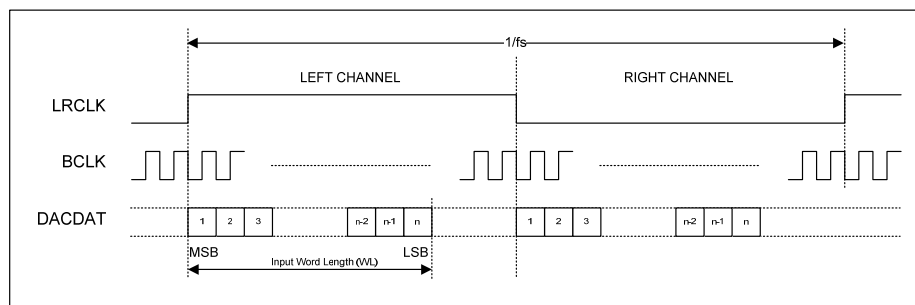 1/fs
LEFT CHANNEL
RIGHT CHANNEL
LRCLK
BCLK
DACDAT
1 2 3 n-2 n-1 n 1 2 3 n-2 n-1 n
MSB LSB
Input Word Length (WL)